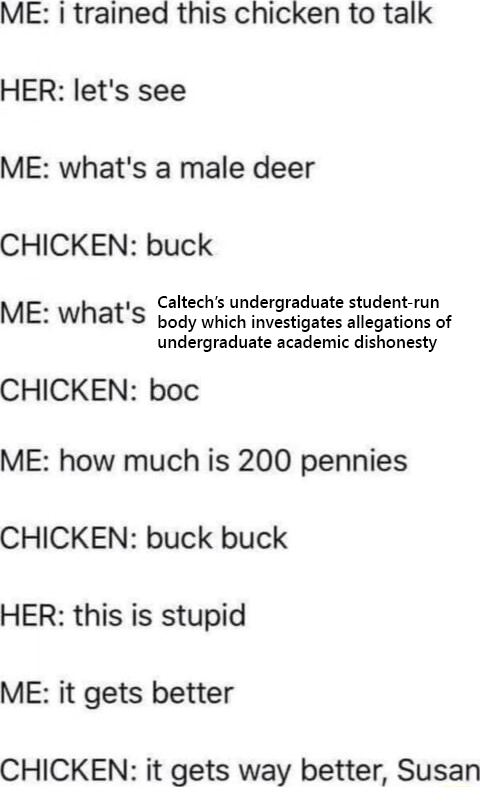 ME: i trained this chicken to talk
HER: let's see
ME: what's a male deer
CHICKEN: buck
ME: what's Caltech's undergraduate student-run
body which investigates allegations of
undergraduate academic dishonesty
CHICKEN: boc
ME: how much is 200 pennies
CHICKEN: buck buck
HER: this is stupid
ME: it gets better
CHICKEN: it gets way better, Susan